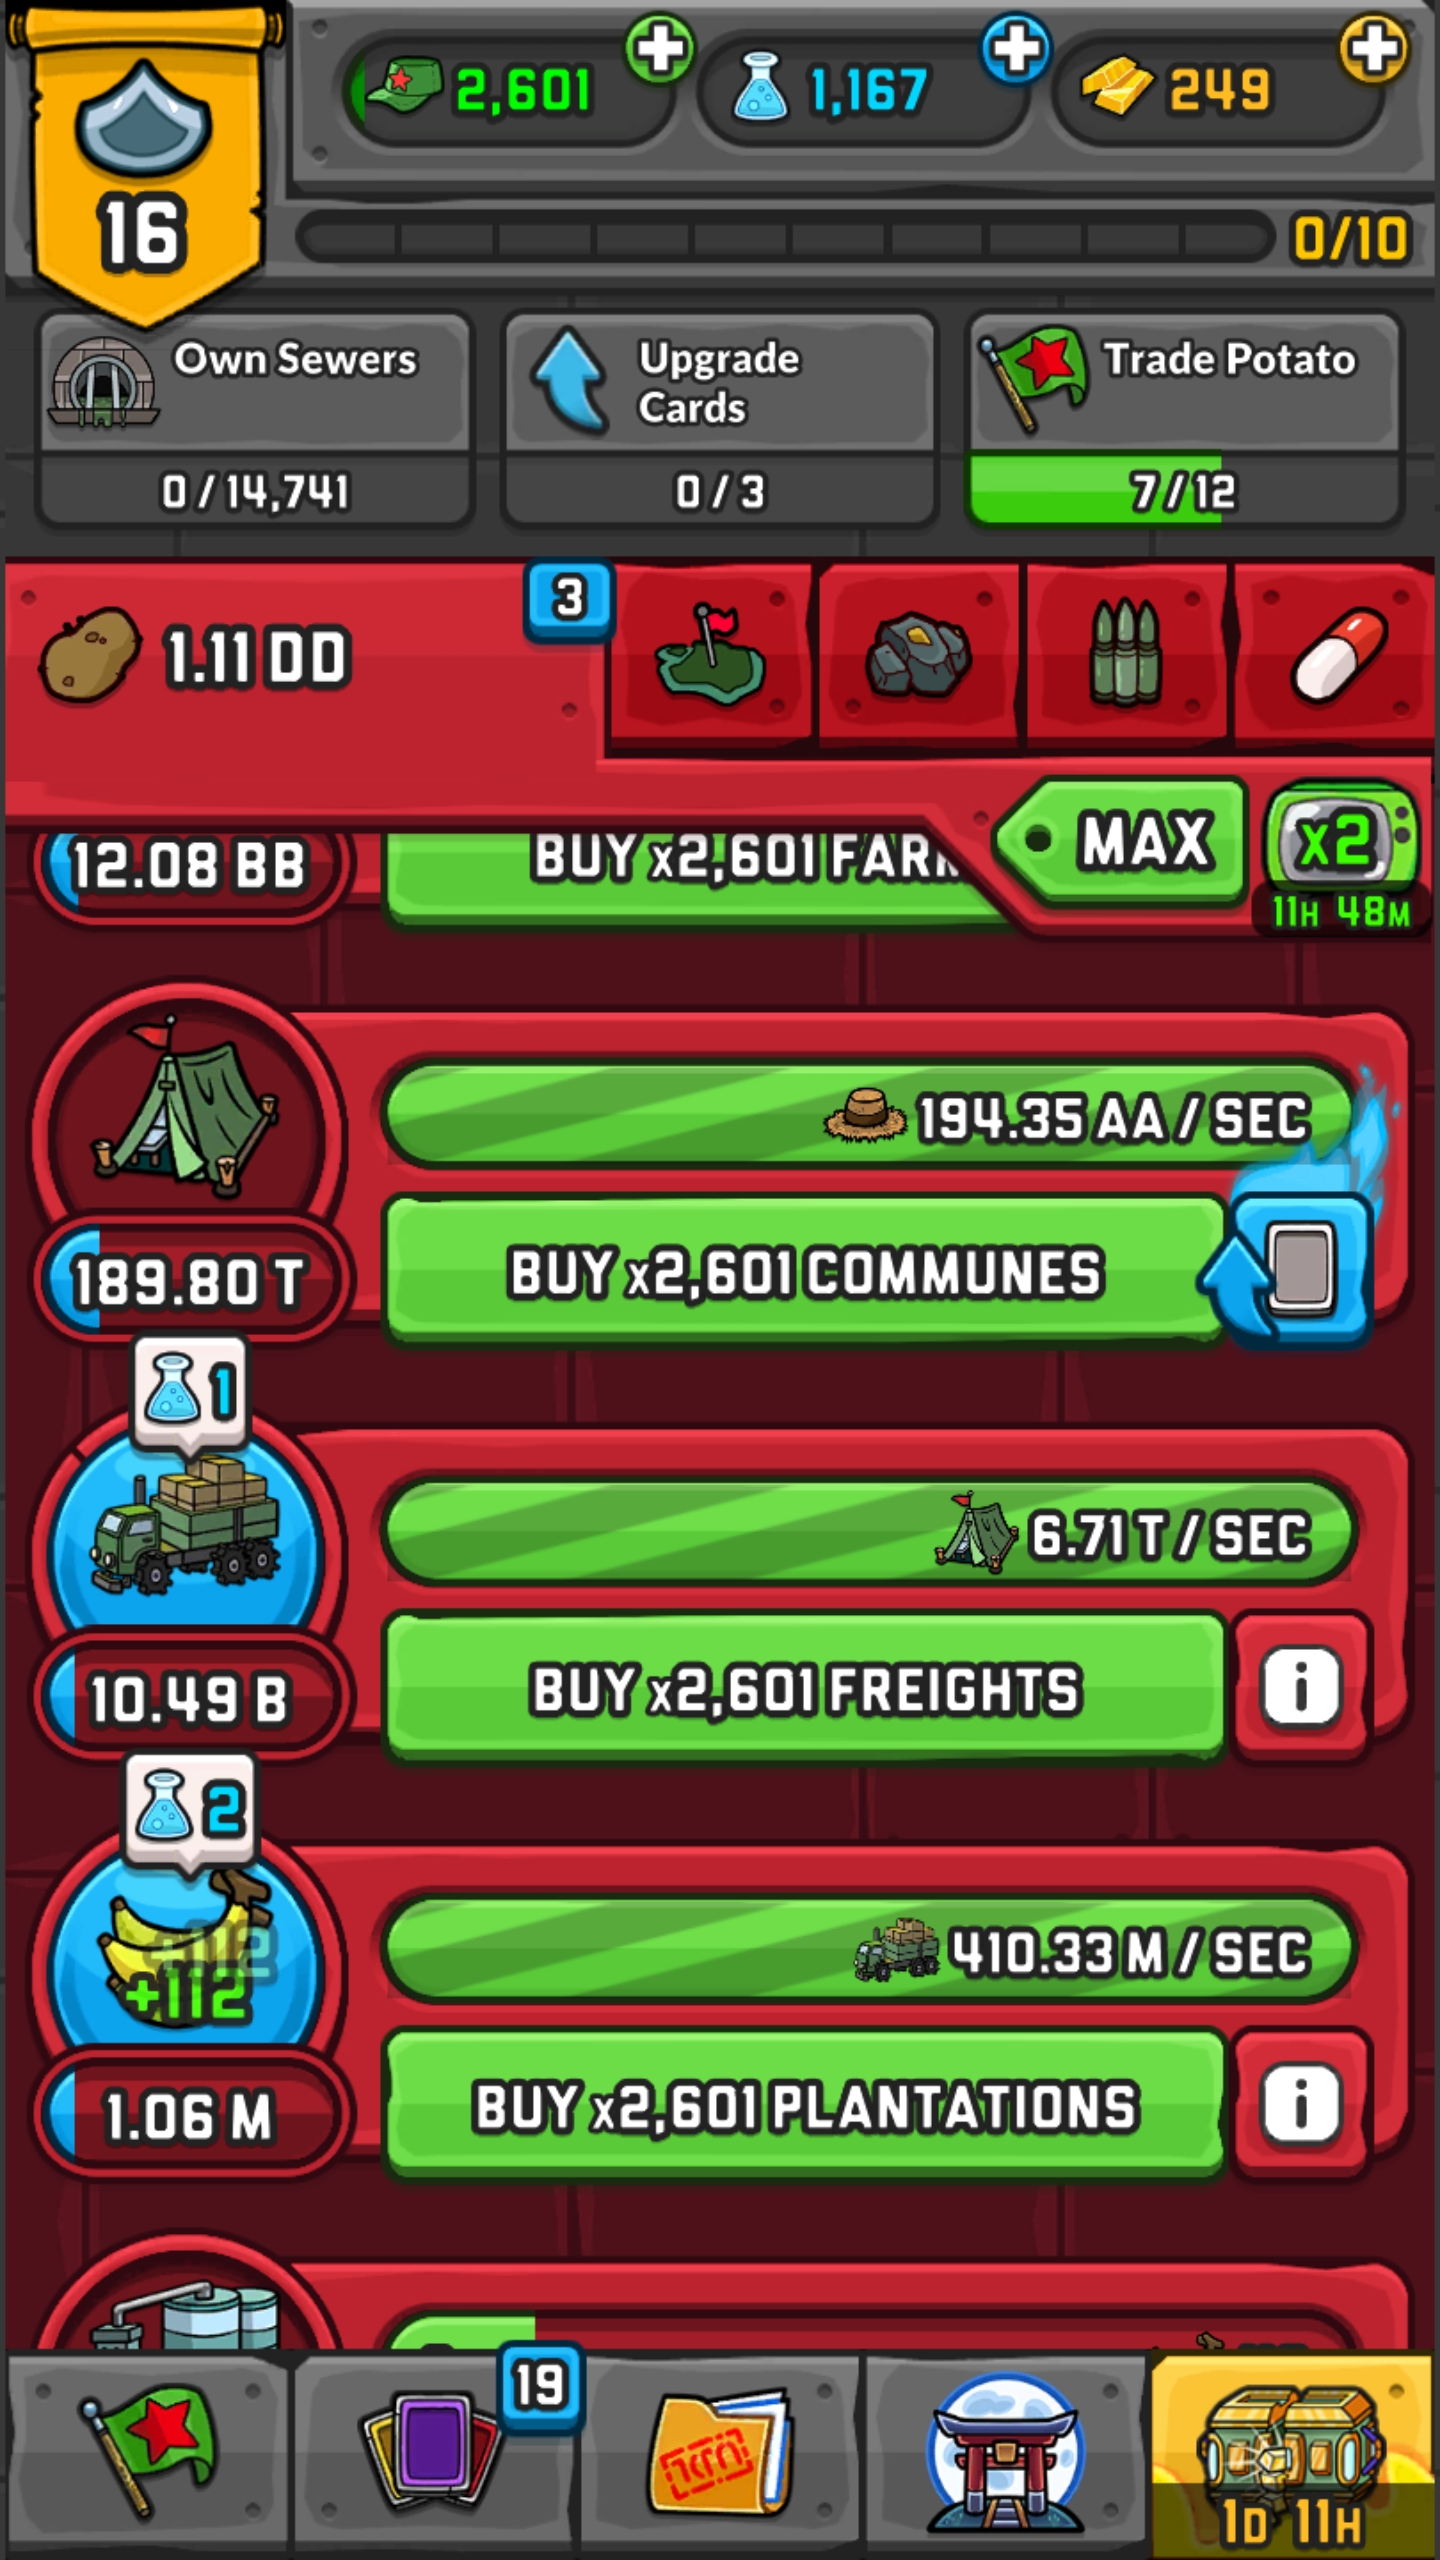 2,601
1,167
249
16
0/10
Own Sewers
0 / 14,741
Upgrade
Cards
0 / 3
Trade Potato
7 / 12
1.11 DD
3
MAX
x2
11H 48M
12.08 BB
BUY x2,601
194.35 AA / SEC
189.80 T
BUY x2,601 COMMUNES
1
6.71 T / SEC
10.49 B
BUY x2,601 FREIGHTS
i
2
+112
+112
410.33 M / SEC
1.06 M
BUY x2,601 PLANTATIONS
i
19
1D 11H